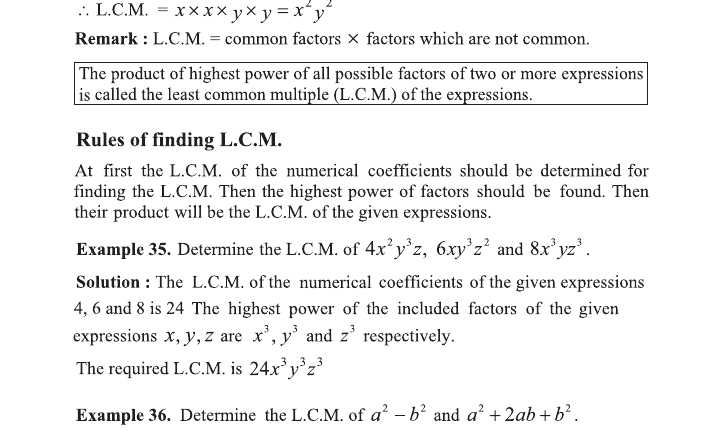 ∴ L.C.M. = x × x × y × y = x²y²
Remark : L.C.M. = common factors × factors which are not common.
The product of highest power of all possible factors of two or more expressions
is called the least common multiple (L.C.M.) of the expressions.
Rules of finding L.C.M.
At first the L.C.M. of the numerical coefficients should be determined for
finding the L.C.M. Then the highest power of factors should be found. Then
their product will be the L.C.M. of the given expressions.
Example 35. Determine the L.C.M. of 4x²y³z, 6xy³z² and 8x³yz³.
Solution : The L.C.M. of the numerical coefficients of the given expressions
4, 6 and 8 is 24 The highest power of the included factors of the given
expressions x, y, z are x³, y³ and z³ respectively.
The required L.C.M. is 24x³y³z³
Example 36. Determine the L.C.M. of a² – b² and a² + 2ab + b².